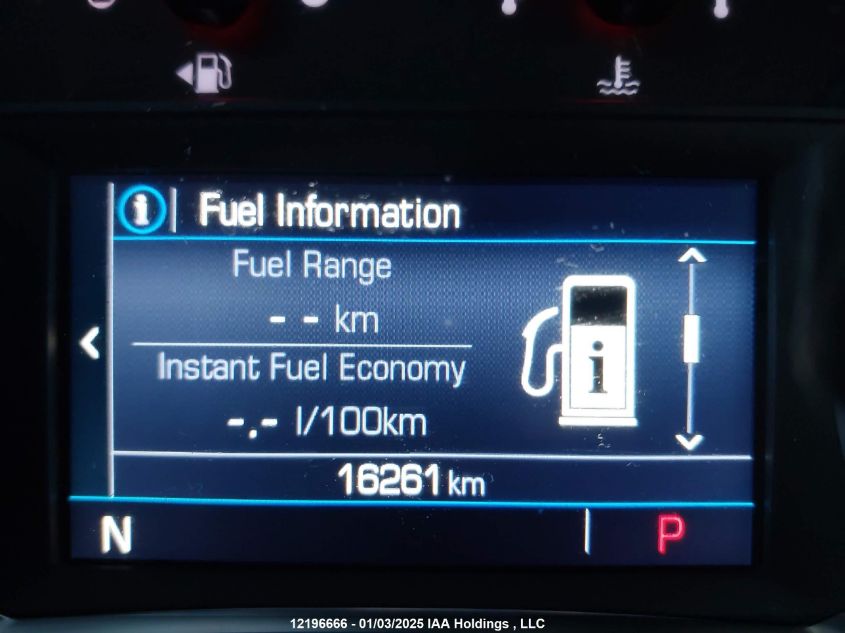 Fuel Information
Fuel Range
- - km
Instant Fuel Economy
-.- l/100km
16261 km
N P
12196666 - 01/03/2025 IAA Holdings , LLC